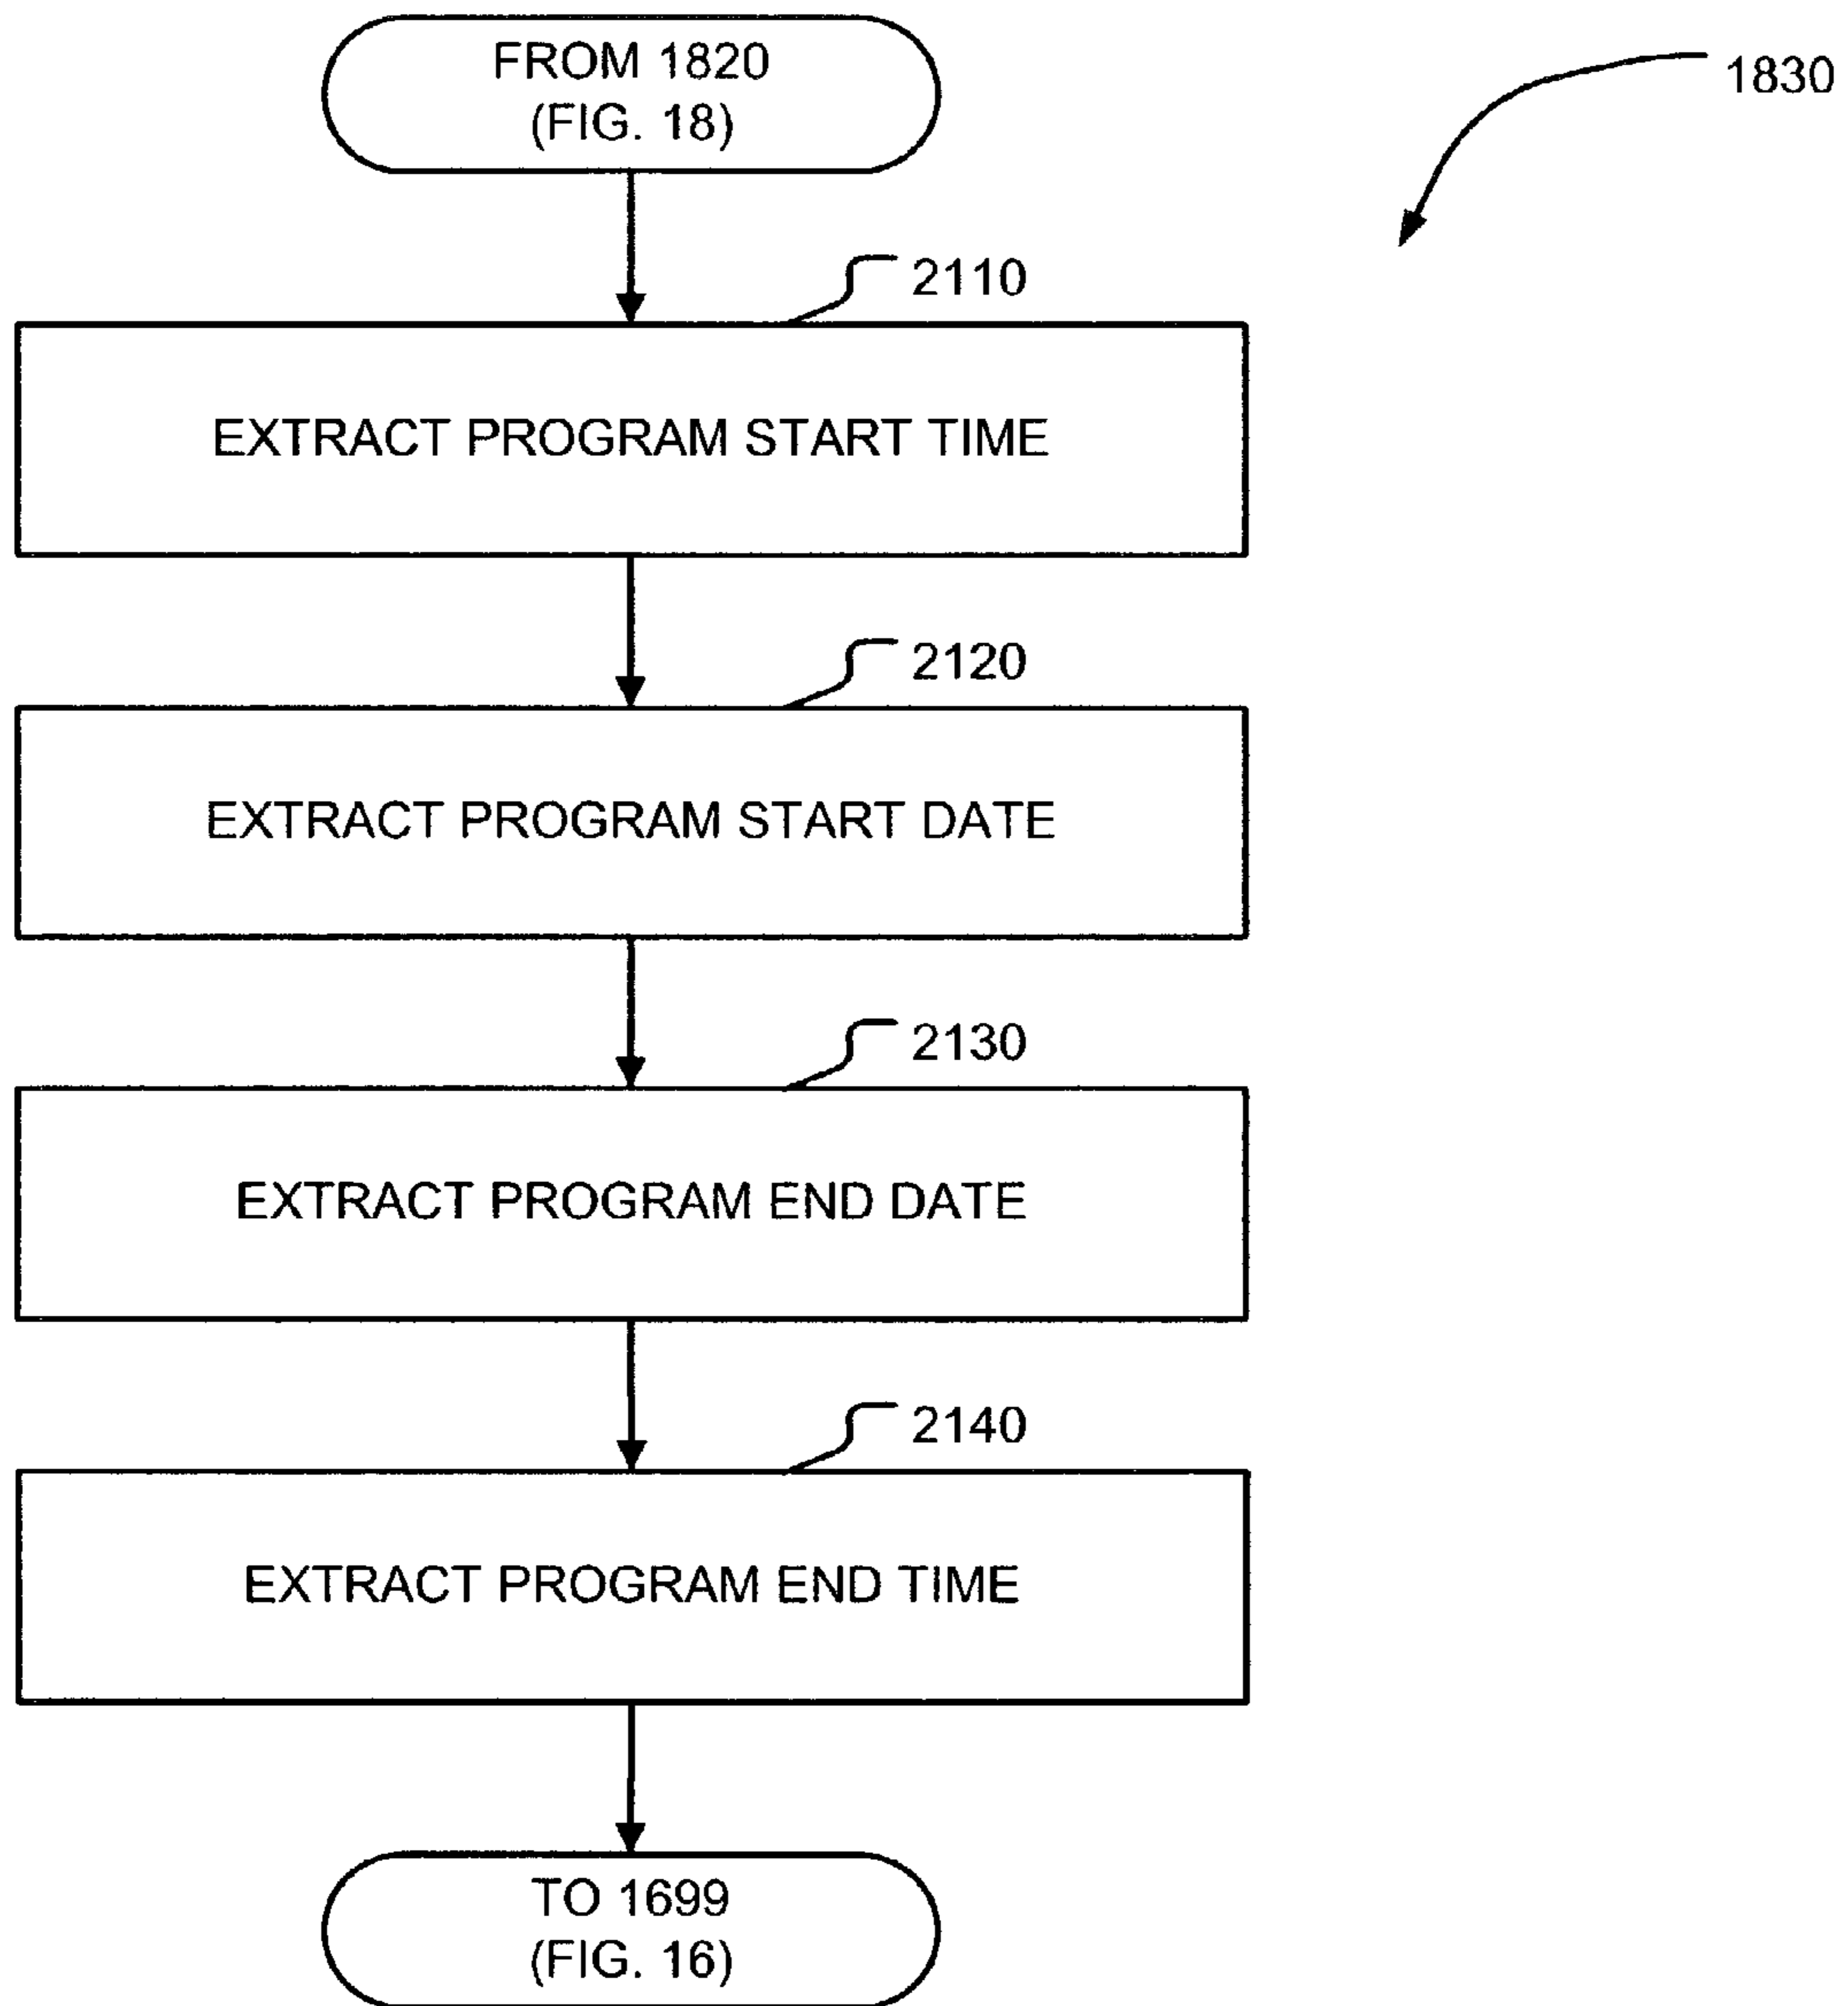 FROM 1820
(FIG. 18)
1830
2110
EXTRACT PROGRAM START TIME
2120
EXTRACT PROGRAM START DATE
2130
EXTRACT PROGRAM END DATE
2140
EXTRACT PROGRAM END TIME
TO 1699
(FIG. 16)